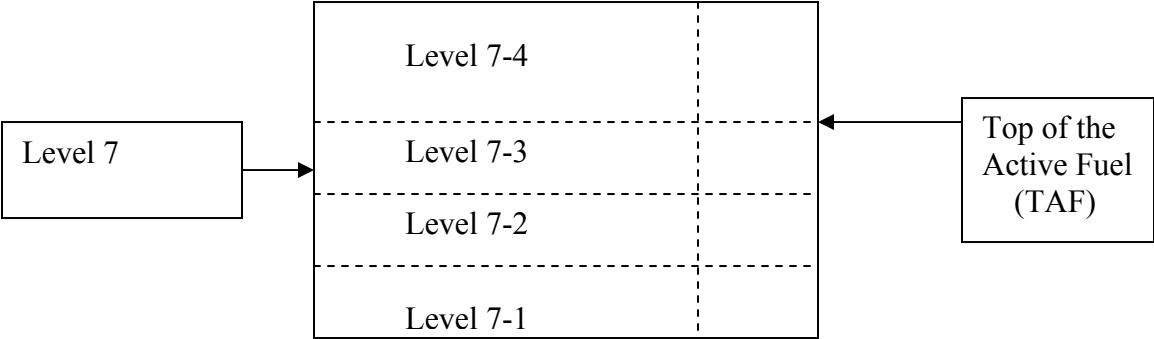 Level 7-4
Level 7
Level 7-3
Level 7-2
Level 7-1
Top of the
Active Fuel
(TAF)